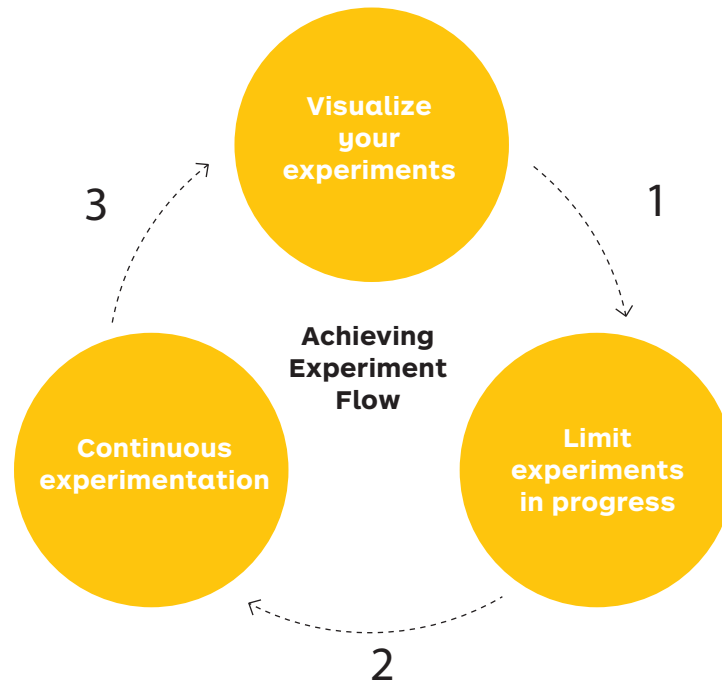 Visualize
your
experiments
3
1
Achieving
Experiment
Flow
Continuous
experimentation
Limit
experiments
in progress
2